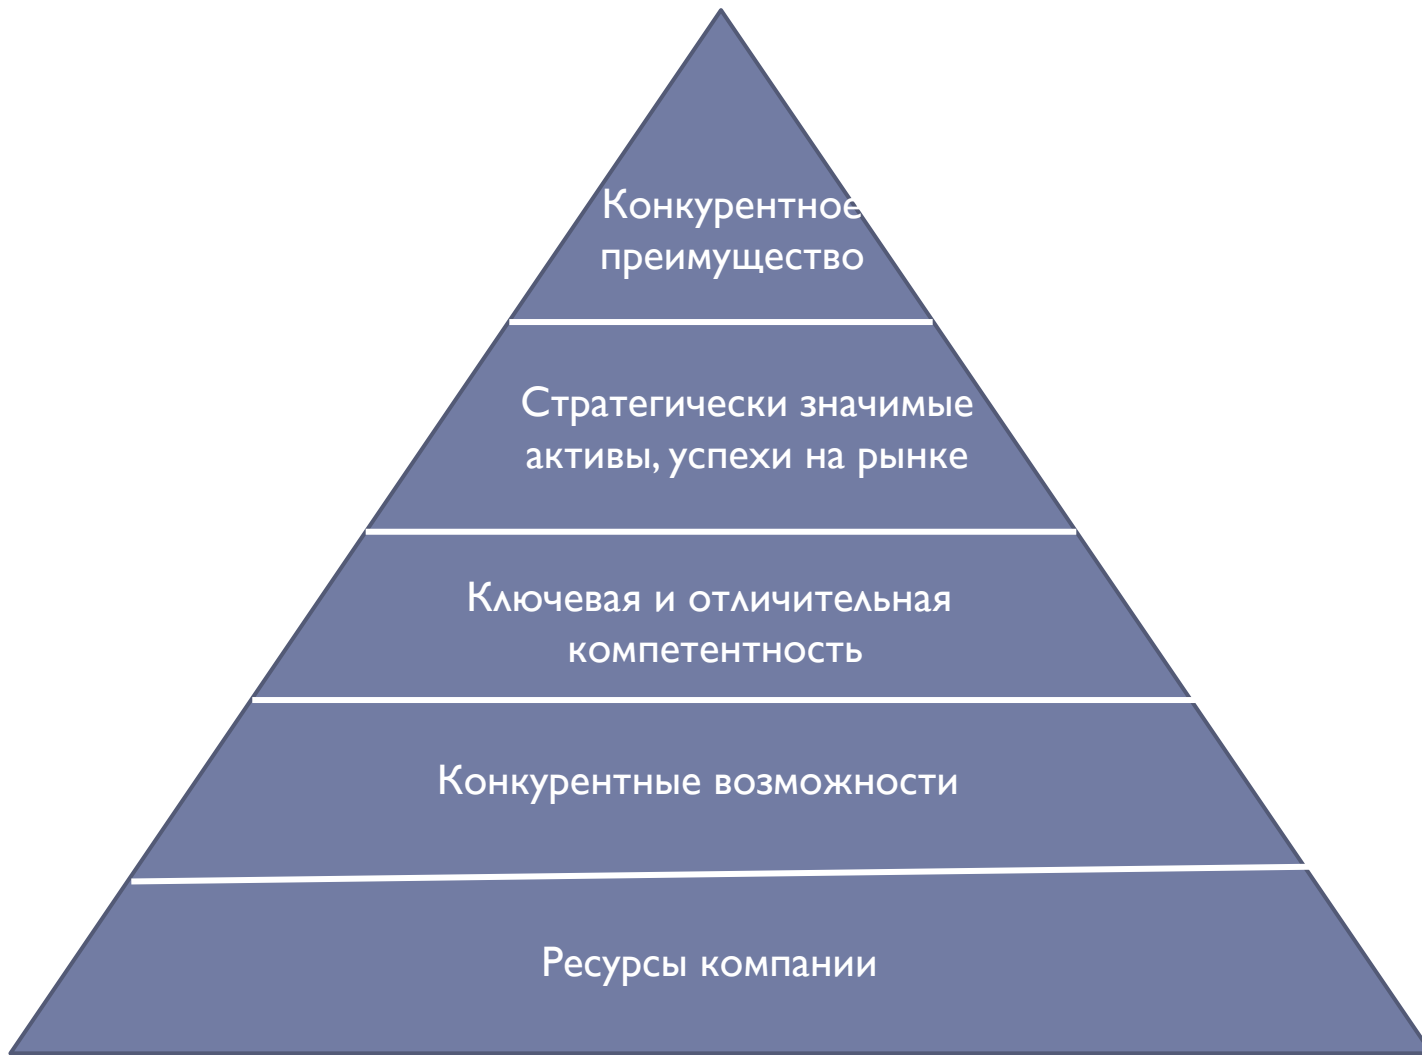 Конкурентное
преимущество
Стратегически значимые
активы, успехи на рынке
Ключевая и отличительная
компетентность
Конкурентные возможности
Ресурсы компании